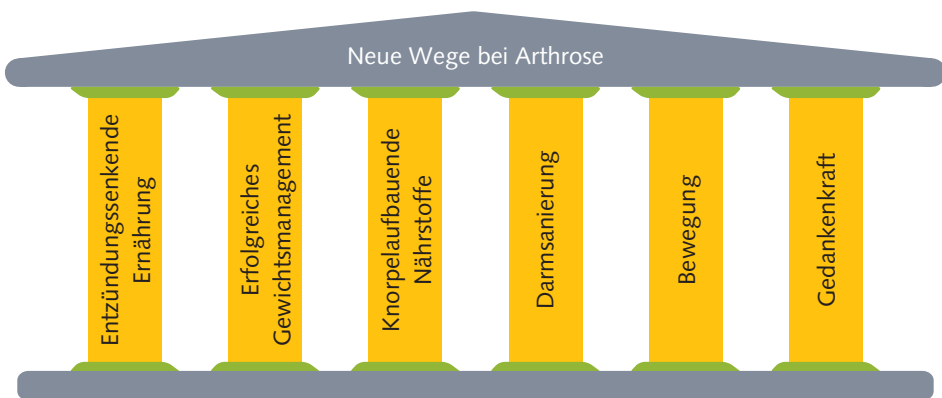 Neue Wege bei Arthrose
Entzündungssenkende
Ernährung
Erfolgreiches
Gewichtsmanagement
Knorpelaufbauende
Nährstoffe
Darmsanierung
Bewegung
Gedankenkraft